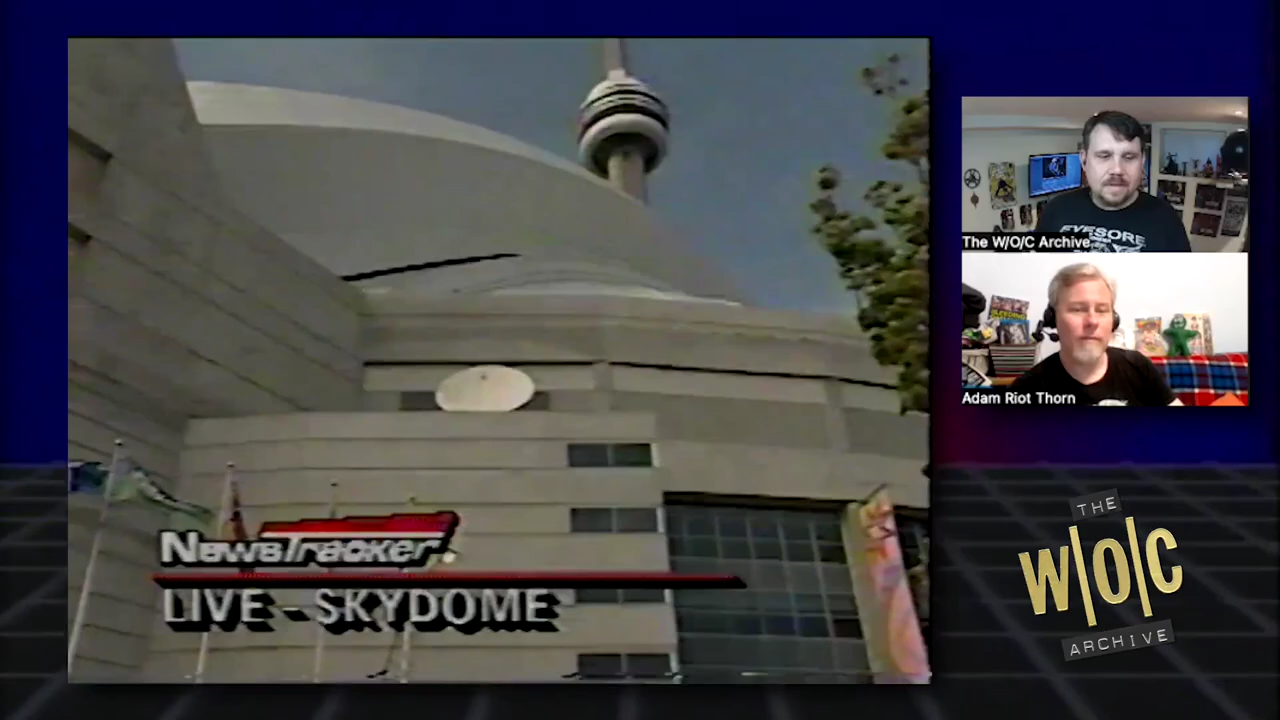 NewsTracker.
LIVE - SKYDOME
EYESORE
The W/O/C Archive
Adam Riot Thorn
THE
W|O|C
ARCHIVE